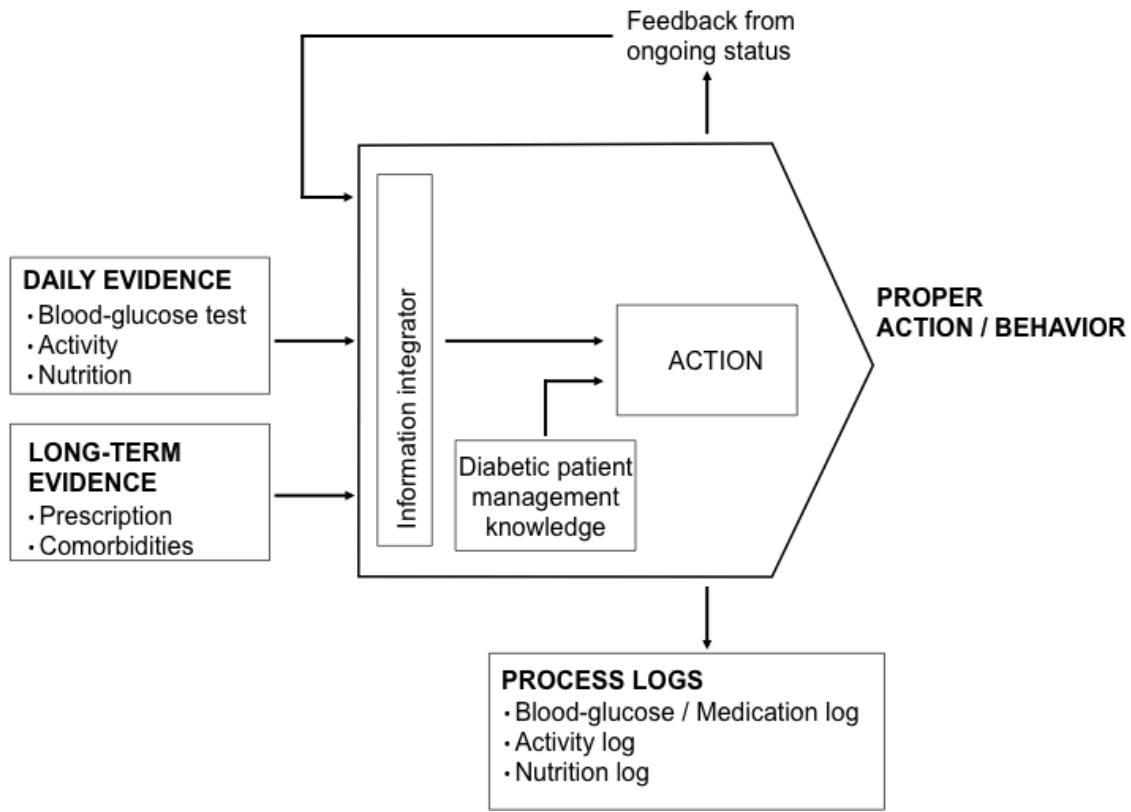 Feedback from
ongoing status
DAILY EVIDENCE
· Blood-glucose test
· Activity
· Nutrition
LONG-TERM
EVIDENCE
· Prescription
· Comorbidities
Information integrator
ACTION
Diabetic patient
management
knowledge
PROPER
ACTION / BEHAVIOR
PROCESS LOGS
· Blood-glucose / Medication log
· Activity log
· Nutrition log